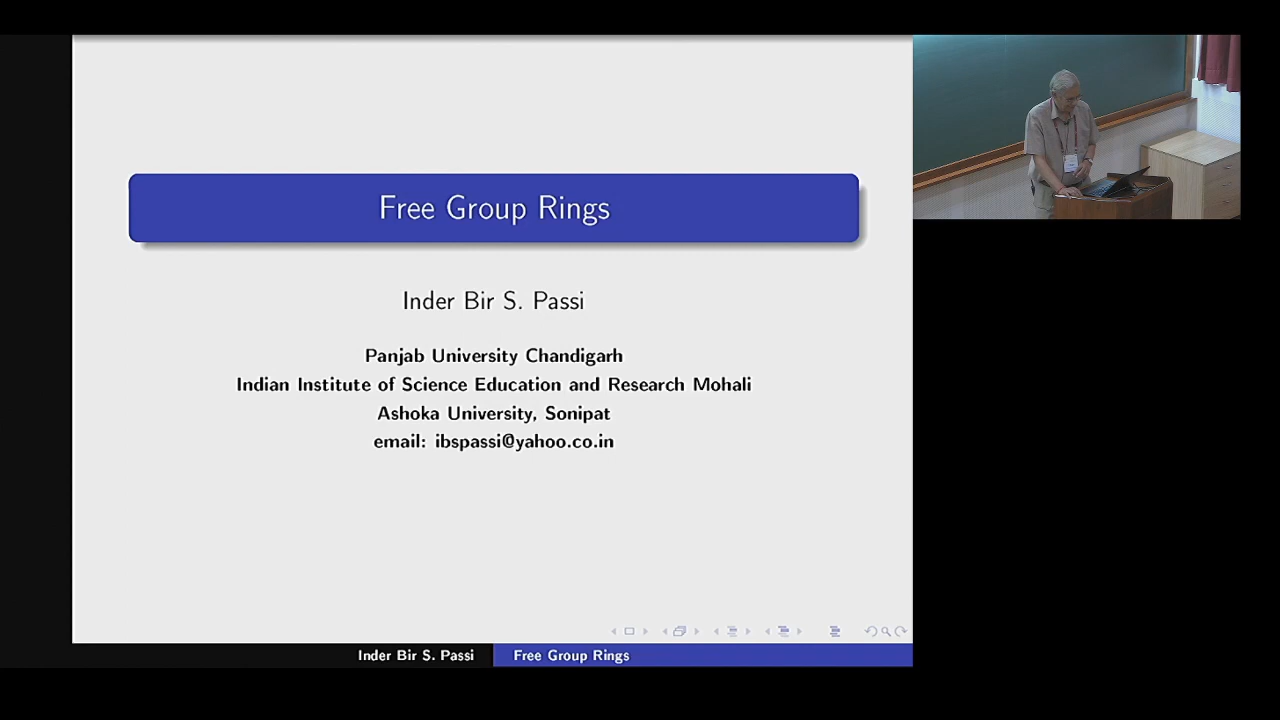 Free Group Rings
Inder Bir S. Passi
Panjab University Chandigarh
Indian Institute of Science Education and Research Mohali
Ashoka University, Sonipat
email: ibspassi@yahoo.co.in
Inder Bir S. Passi
Free Group Rings